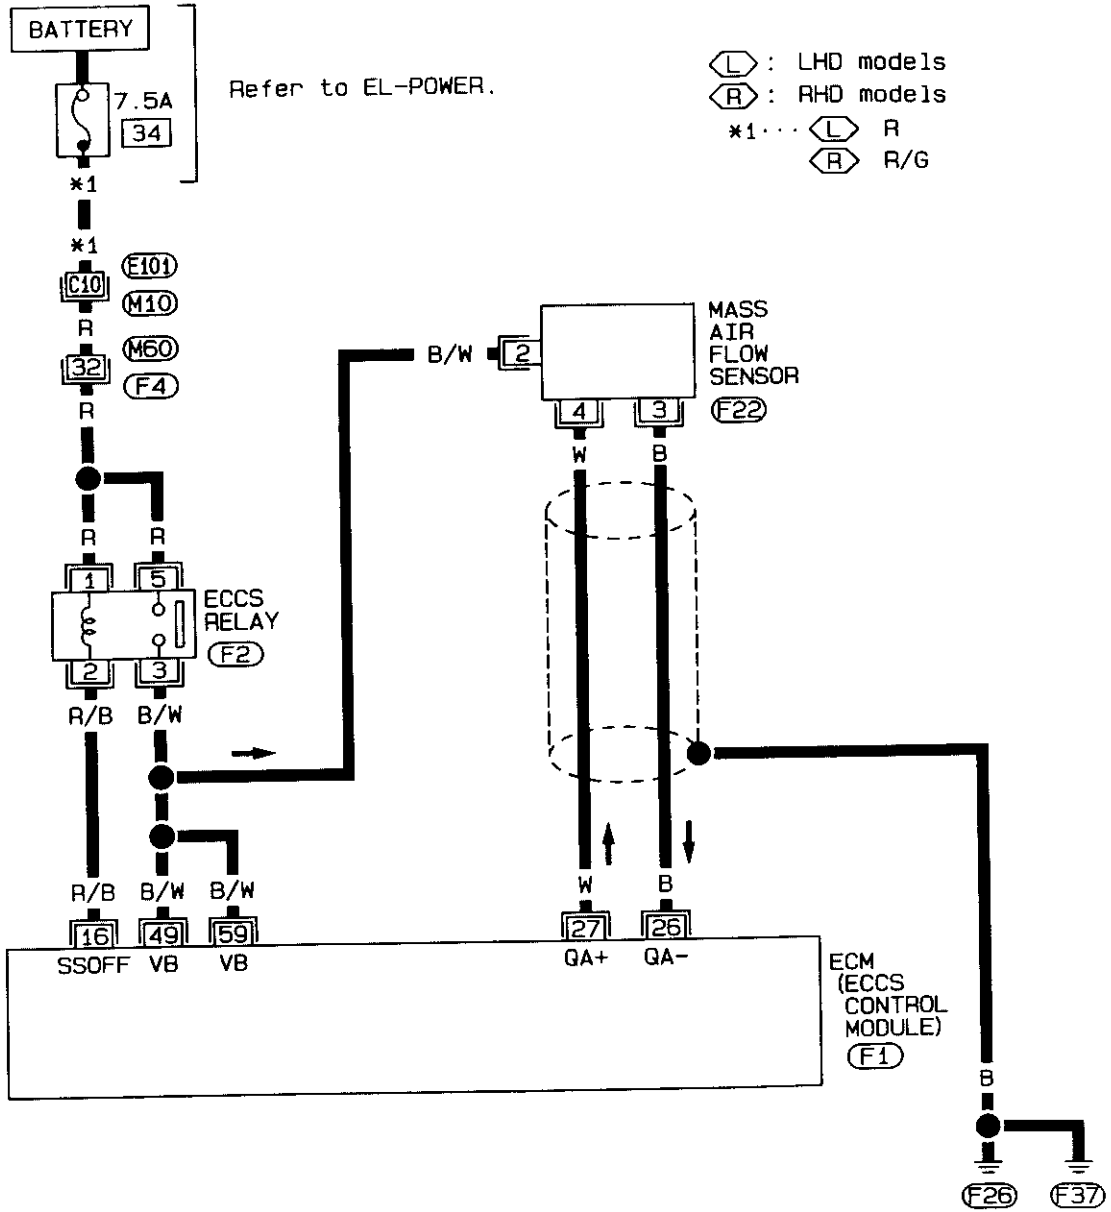 BATTERY
7.5A
34
Refer to EL-POWER.
L : LHD models
R : RHD models
*1··· L R
R R/G
*1
*1
C10
E101
M10
R
M60
32
F4
R
R R
1 5
ECCS
RELAY
F2
2 3
R/B B/W
R/B B/W B/W
16 49 59
SSOFF VB VB
B/W 2
MASS
AIR
FLOW
SENSOR
F22
4 3
W B
W B
27 26
QA+ QA-
ECM
(ECCS
CONTROL
MODULE)
F1
B
F26 F37